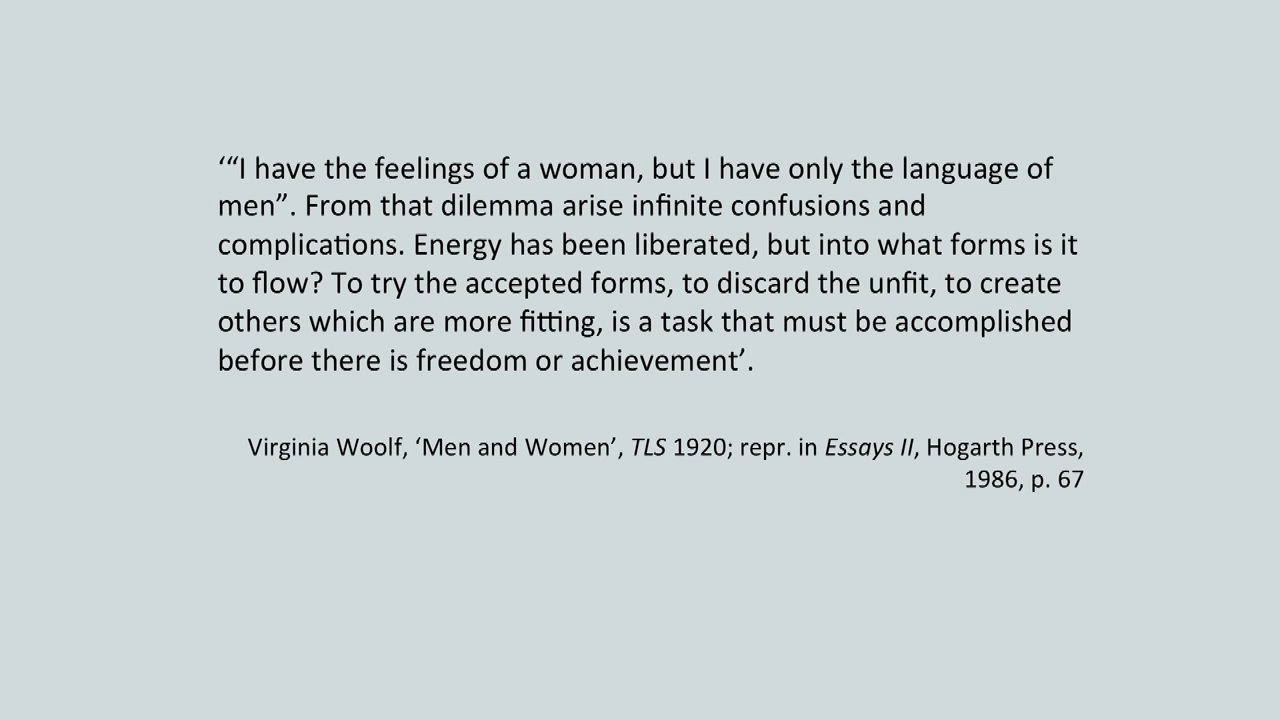 ‘“I have the feelings of a woman, but I have only the language of
men”. From that dilemma arise infinite confusions and
complications. Energy has been liberated, but into what forms is it
to flow? To try the accepted forms, to discard the unfit, to create
others which are more fitting, is a task that must be accomplished
before there is freedom or achievement’.
Virginia Woolf, ‘Men and Women’, TLS 1920; repr. in Essays II, Hogarth Press,
1986, p. 67